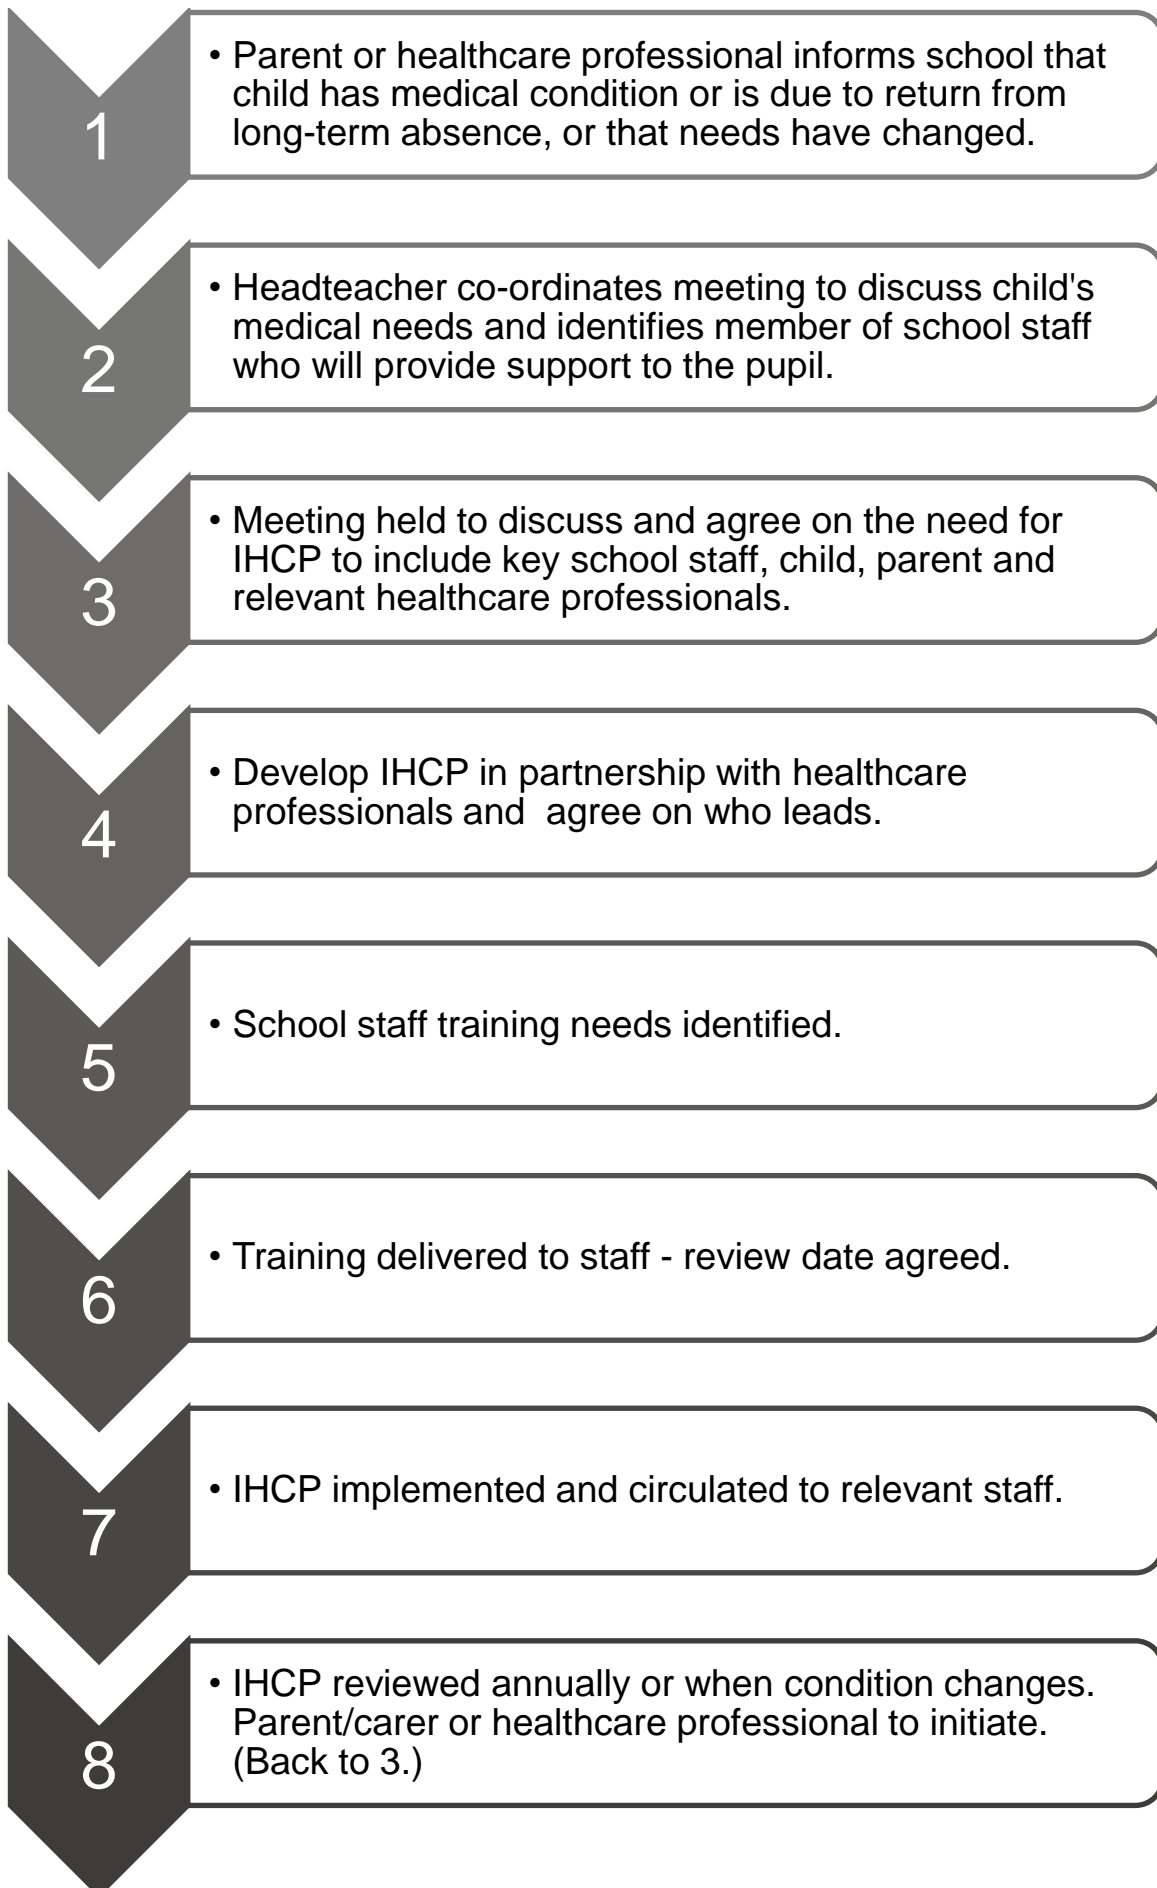 1
• Parent or healthcare professional informs school that
child has medical condition or is due to return from
long-term absence, or that needs have changed.
2
• Headteacher co-ordinates meeting to discuss child's
medical needs and identifies member of school staff
who will provide support to the pupil.
3
• Meeting held to discuss and agree on the need for
IHCP to include key school staff, child, parent and
relevant healthcare professionals.
4
• Develop IHCP in partnership with healthcare
professionals and  agree on who leads.
5
• School staff training needs identified.
6
• Training delivered to staff - review date agreed.
7
• IHCP implemented and circulated to relevant staff.
8
• IHCP reviewed annually or when condition changes.
Parent/carer or healthcare professional to initiate.
(Back to 3.)